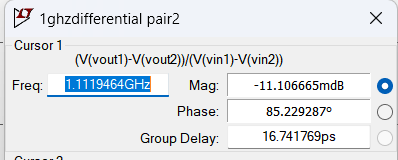 1ghzdifferential pair2
Cursor 1
(V(vout1)-V(vout2))/(V(vin1)-V(vin2))
Freq: 1.1119464GHz Mag: -11.106665mdB
Phase: 85.229287º
Group Delay: 16.741769ps
Cursor 2